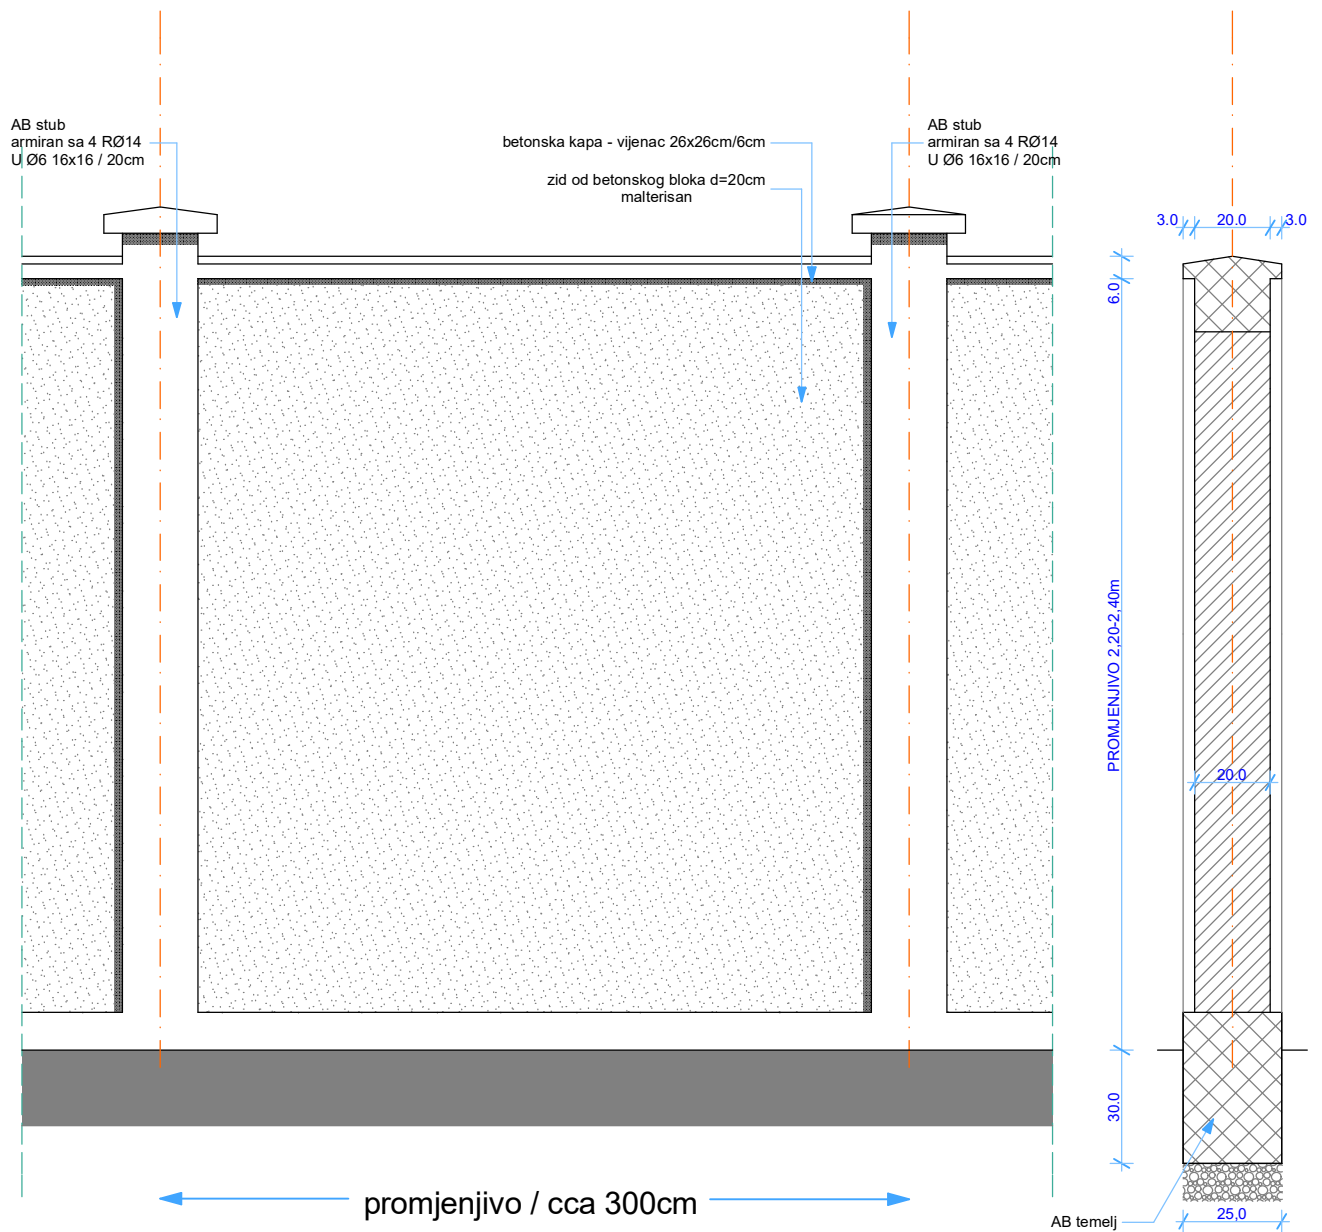 AB stub
armiran sa 4 RØ14
U Ø6 16x16 / 20cm
betonska kapa - vijenac 26x26cm/6cm
zid od betonskog bloka d=20cm
malterisan
AB stub
armiran sa 4 RØ14
U Ø6 16x16 / 20cm
3.0 20.0 3.0
6.0
PROMJENJIVO 2,20-2,40m
20.0
30.0
promjenjivo / cca 300cm
AB temelj
25,0